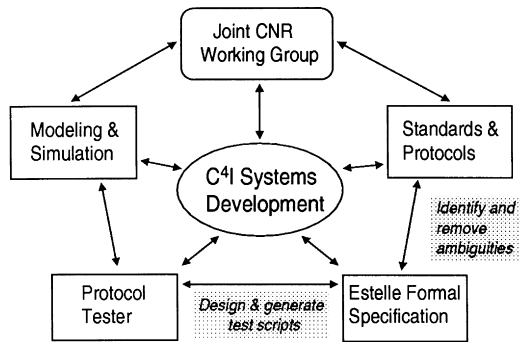 Joint CNR
Working Group
Modeling &
Simulation
Standards &
Protocols
C⁴I Systems
Development
Identify and
remove
ambiguities
Protocol
Tester
Design & generate
test scripts
Estelle Formal
Specification